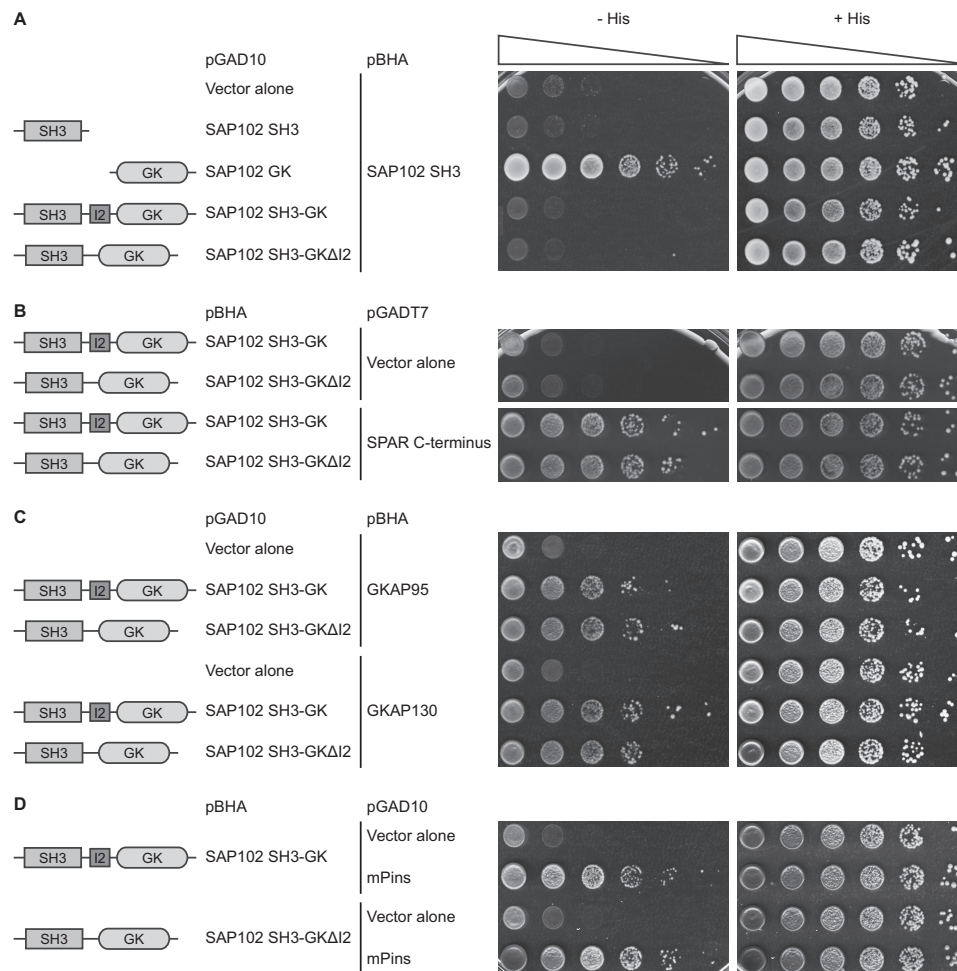 A - His + His
pGAD10 pBHA
Vector alone
SH3 SAP102 SH3
GK SAP102 GK SAP102 SH3
SH3 I2 GK SAP102 SH3-GK
SH3 GK SAP102 SH3-GKΔI2
B pBHA pGADT7
SH3 I2 GK SAP102 SH3-GK
Vector alone
SH3 GK SAP102 SH3-GKΔI2
SH3 I2 GK SAP102 SH3-GK
SPAR C-terminus
SH3 GK SAP102 SH3-GKΔI2
C pGAD10 pBHA
Vector alone
SH3 I2 GK SAP102 SH3-GK GKAP95
SH3 GK SAP102 SH3-GKΔI2
Vector alone
SH3 I2 GK SAP102 SH3-GK GKAP130
SH3 GK SAP102 SH3-GKΔI2
D pBHA pGAD10
Vector alone
SH3 I2 GK SAP102 SH3-GK
mPins
Vector alone
SH3 GK SAP102 SH3-GKΔI2
mPins